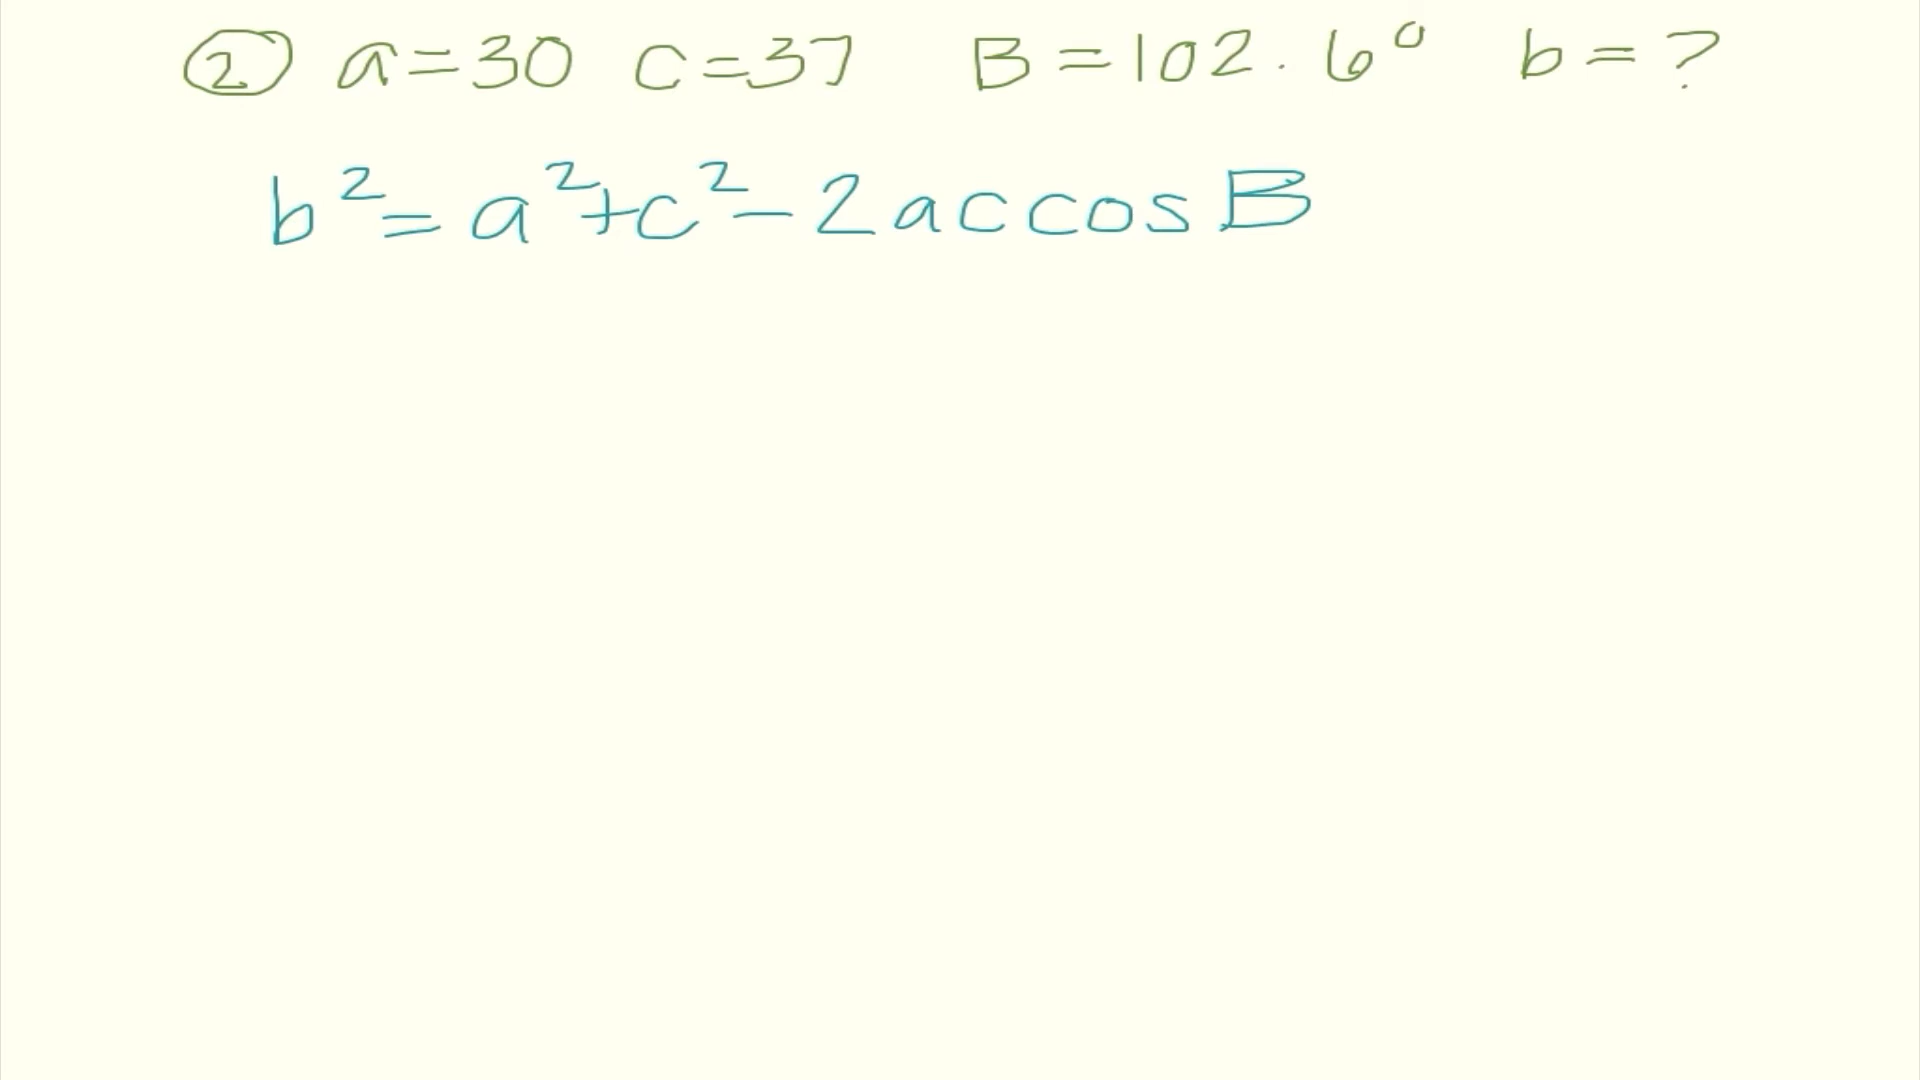 ② a=30 c=37 B=102.6° b=?
b²=a²+c²-2accosB